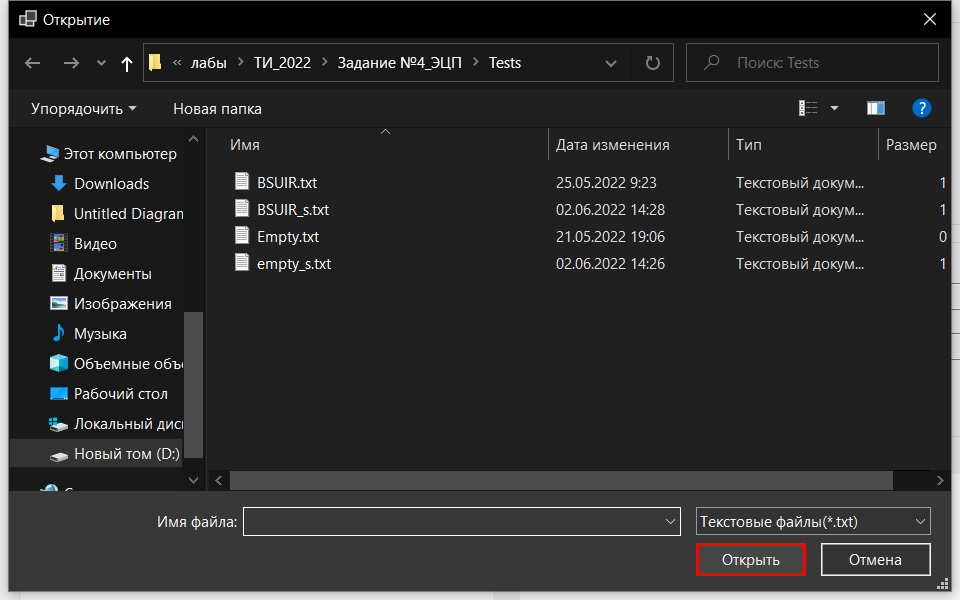 Открытие
« лабы › ТИ_2022 › Задание №4_ЭЦП › Tests
Поиск: Tests
Упорядочить
Новая папка
?
Этот компьютер
Downloads
Untitled Diagram
Видео
Документы
Изображения
Музыка
Объемные объе
Рабочий стол
Локальный диск
Новый том (D:)
Имя Дата изменения Тип Размер
BSUIR.txt 25.05.2022 9:23 Текстовый докум... 1
BSUIR_s.txt 02.06.2022 14:28 Текстовый докум... 1
Empty.txt 21.05.2022 19:06 Текстовый докум... 0
empty_s.txt 02.06.2022 14:26 Текстовый докум... 1
Имя файла:
Текстовые файлы(*.txt)
Открыть
Отмена